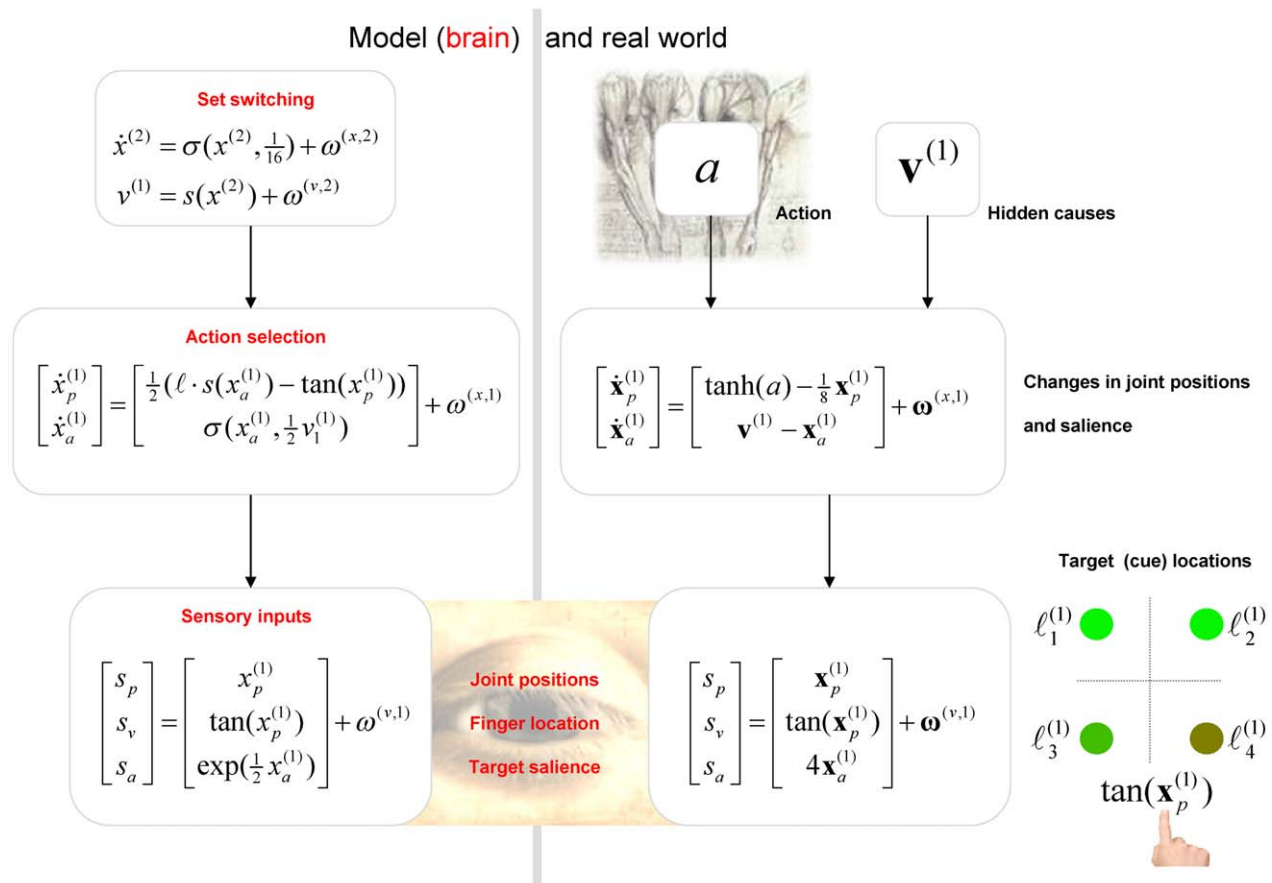 Model (brain) and real world
Set switching
ẋ⁽²⁾ = σ(x⁽²⁾, 1/16) + ω⁽ˣ,²⁾
v⁽¹⁾ = s(x⁽²⁾) + ω⁽ᵛ,²⁾
Action selection
[ẋ_p^(1) ẋ_a^(1)] = [½(ℓ · s(x_a^(1)) − tan(x_p^(1))) σ(x_a^(1), ½v_1^(1))] + ω^(x,1)
Sensory inputs
[s_p s_v s_a] = [x_p^(1) tan(x_p^(1)) exp(½x_a^(1))] + ω^(v,1)
Joint positions
Finger location
Target salience
a
Action
v^(1)
Hidden causes
[ẋ_p^(1) ẋ_a^(1)] = [tanh(a) − ⅛x_p^(1) v^(1) − x_a^(1)] + ω^(x,1)
Changes in joint positions
and salience
[s_p s_v s_a] = [x_p^(1) tan(x_p^(1)) 4x_a^(1)] + ω^(v,1)
Target (cue) locations
ℓ_1^(1) ℓ_2^(1)
ℓ_3^(1) ℓ_4^(1)
tan(x_p^(1))